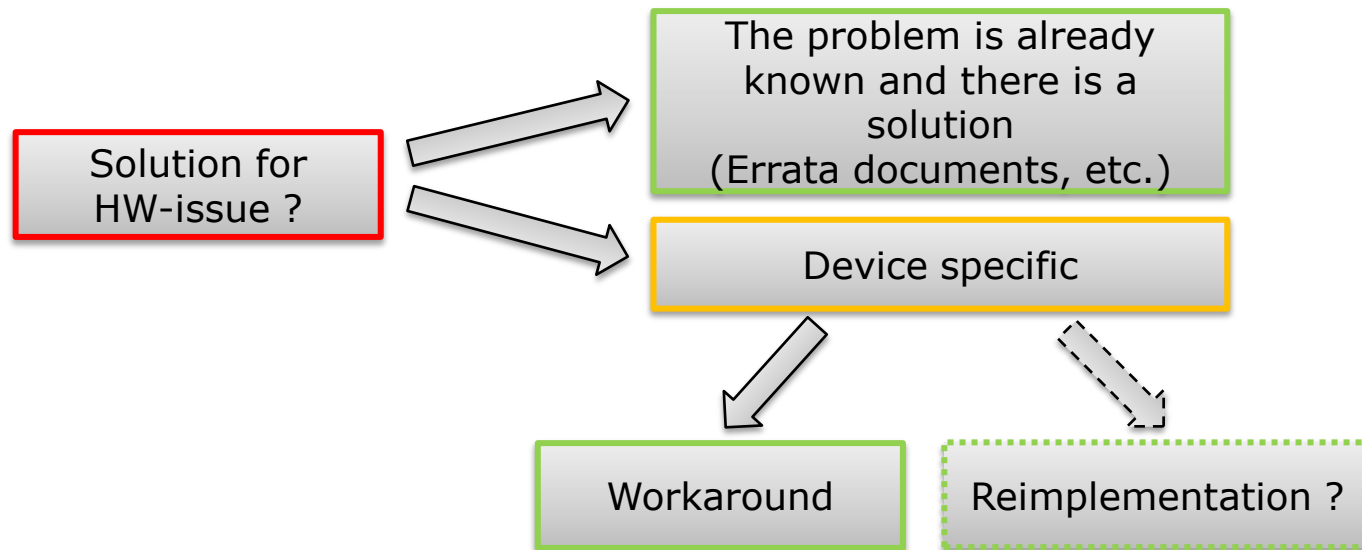 The problem is already
known and there is a
solution
(Errata documents, etc.)
Solution for
HW-issue ?
Device specific
Workaround
Reimplementation ?